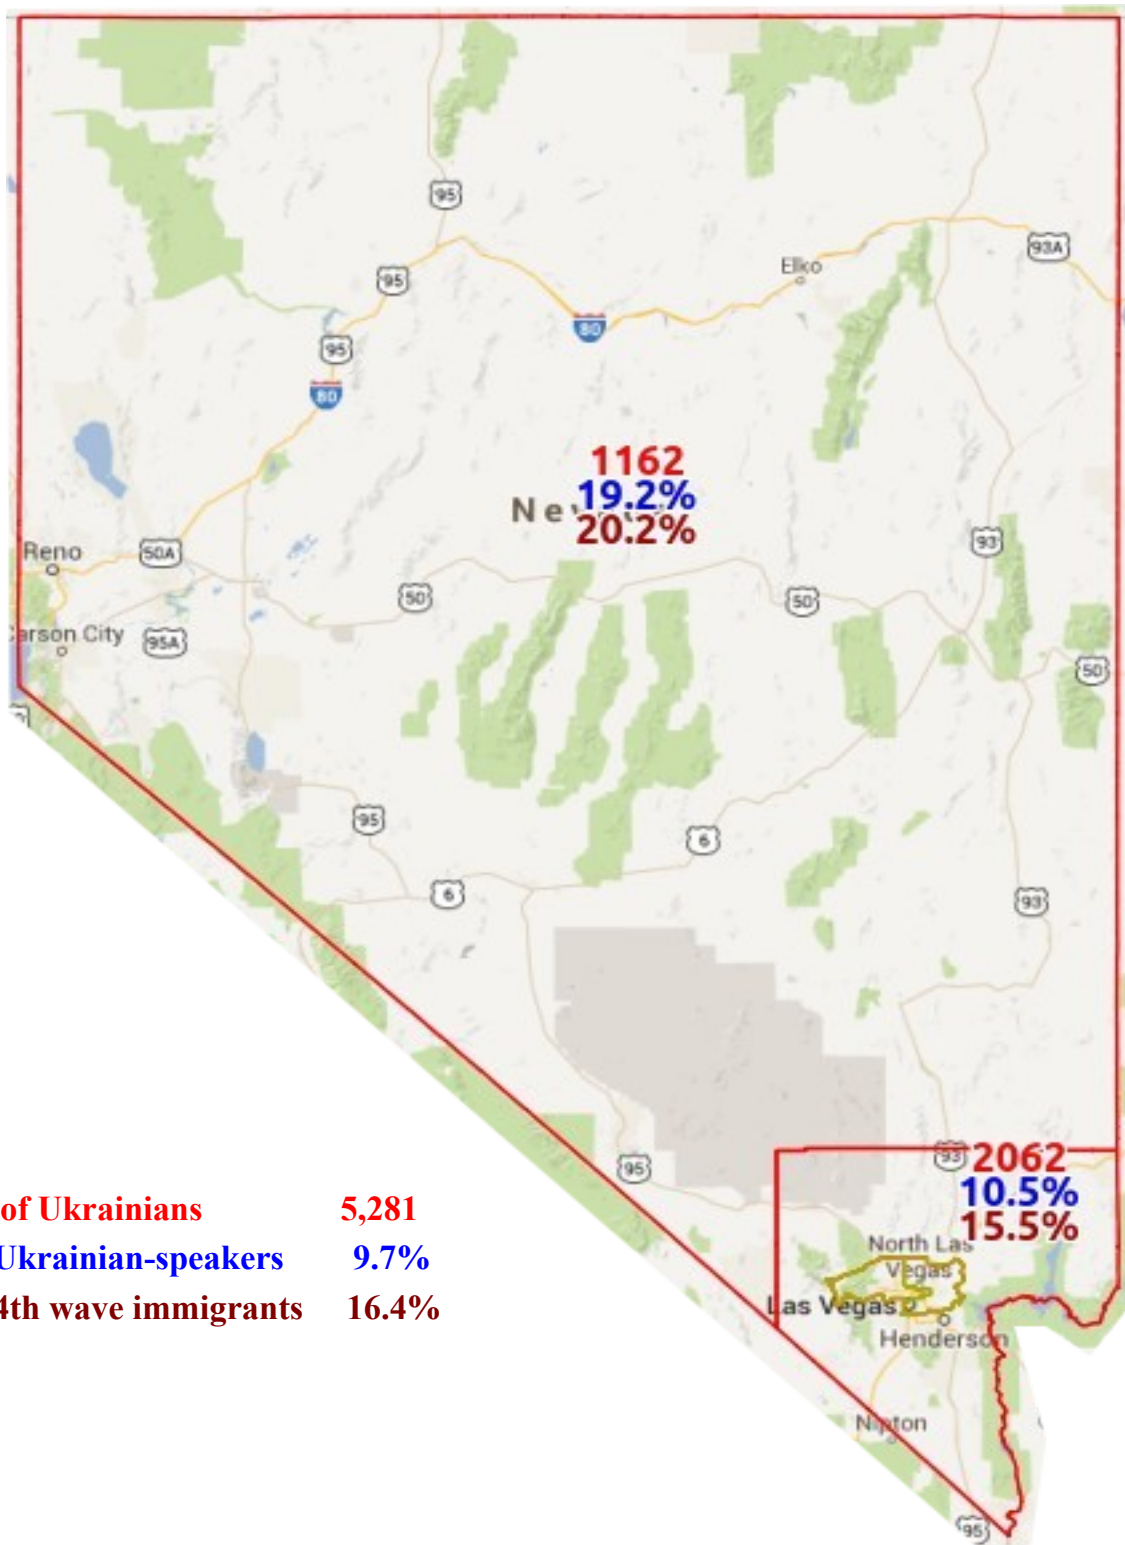 95
93A
Elko
95
80
95
80
1162
19.2%
20.2%
93
Reno
50A
50
50
arson City
95A
50
95
6
6
93
93
2062
10.5%
15.5%
95
of Ukrainians 5,281
Ukrainian-speakers 9.7%
4th wave immigrants 16.4%
North Las
Vegas
Las Vegas
Henderson
Nipton
95